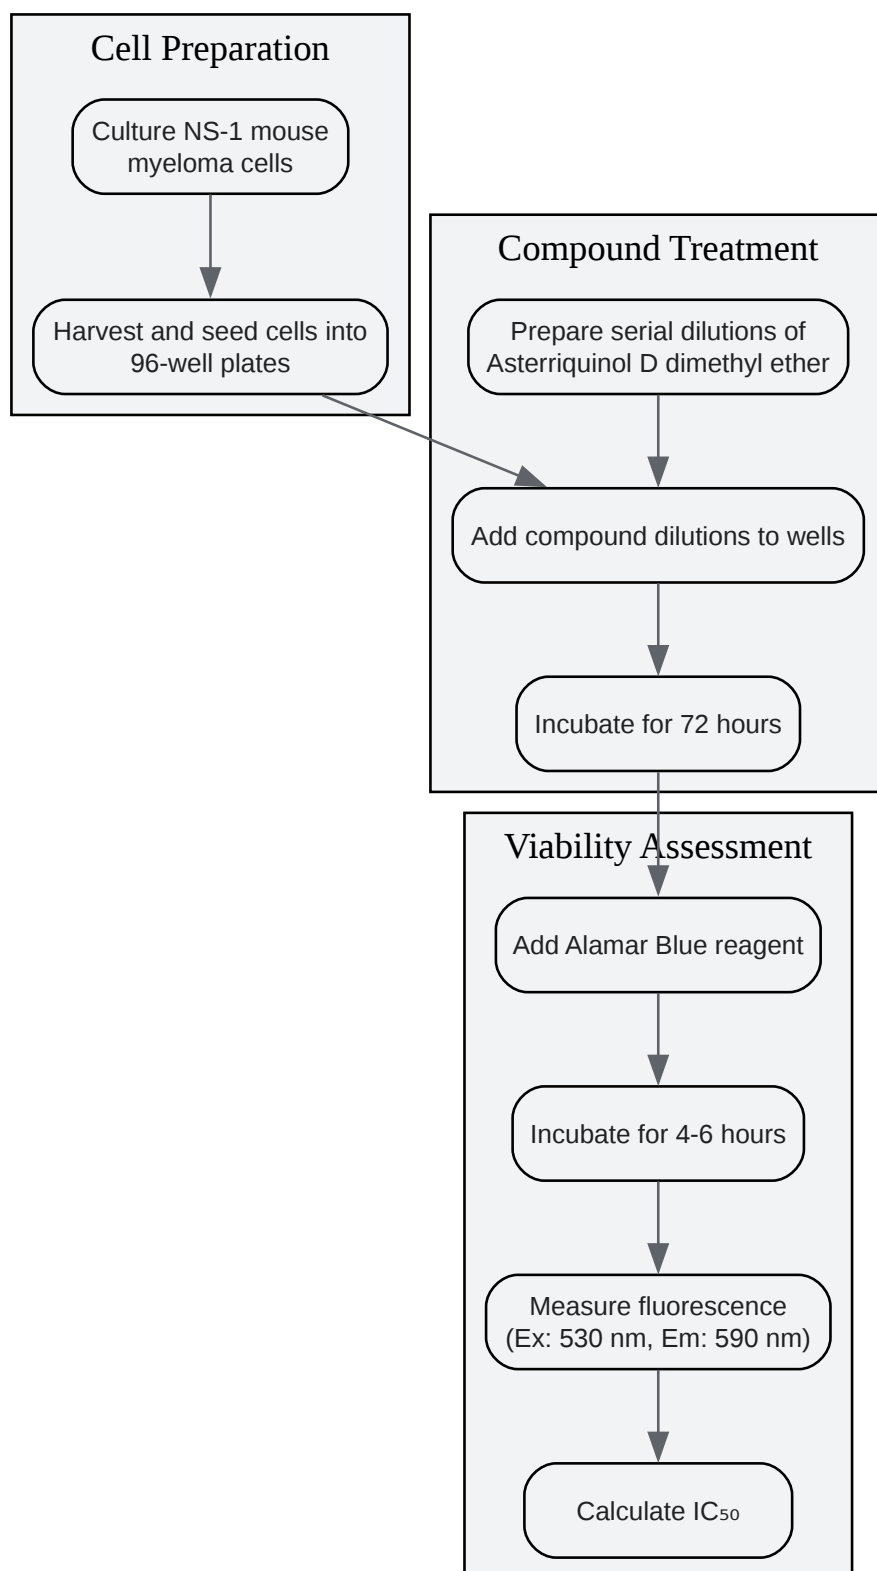 Cell Preparation
Culture NS-1 mouse
myeloma cells
Harvest and seed cells into
96-well plates
Compound Treatment
Prepare serial dilutions of
Asterriquinol D dimethyl ether
Add compound dilutions to wells
Incubate for 72 hours
Viability Assessment
Add Alamar Blue reagent
Incubate for 4-6 hours
Measure fluorescence
(Ex: 530 nm, Em: 590 nm)
Calculate IC₅₀